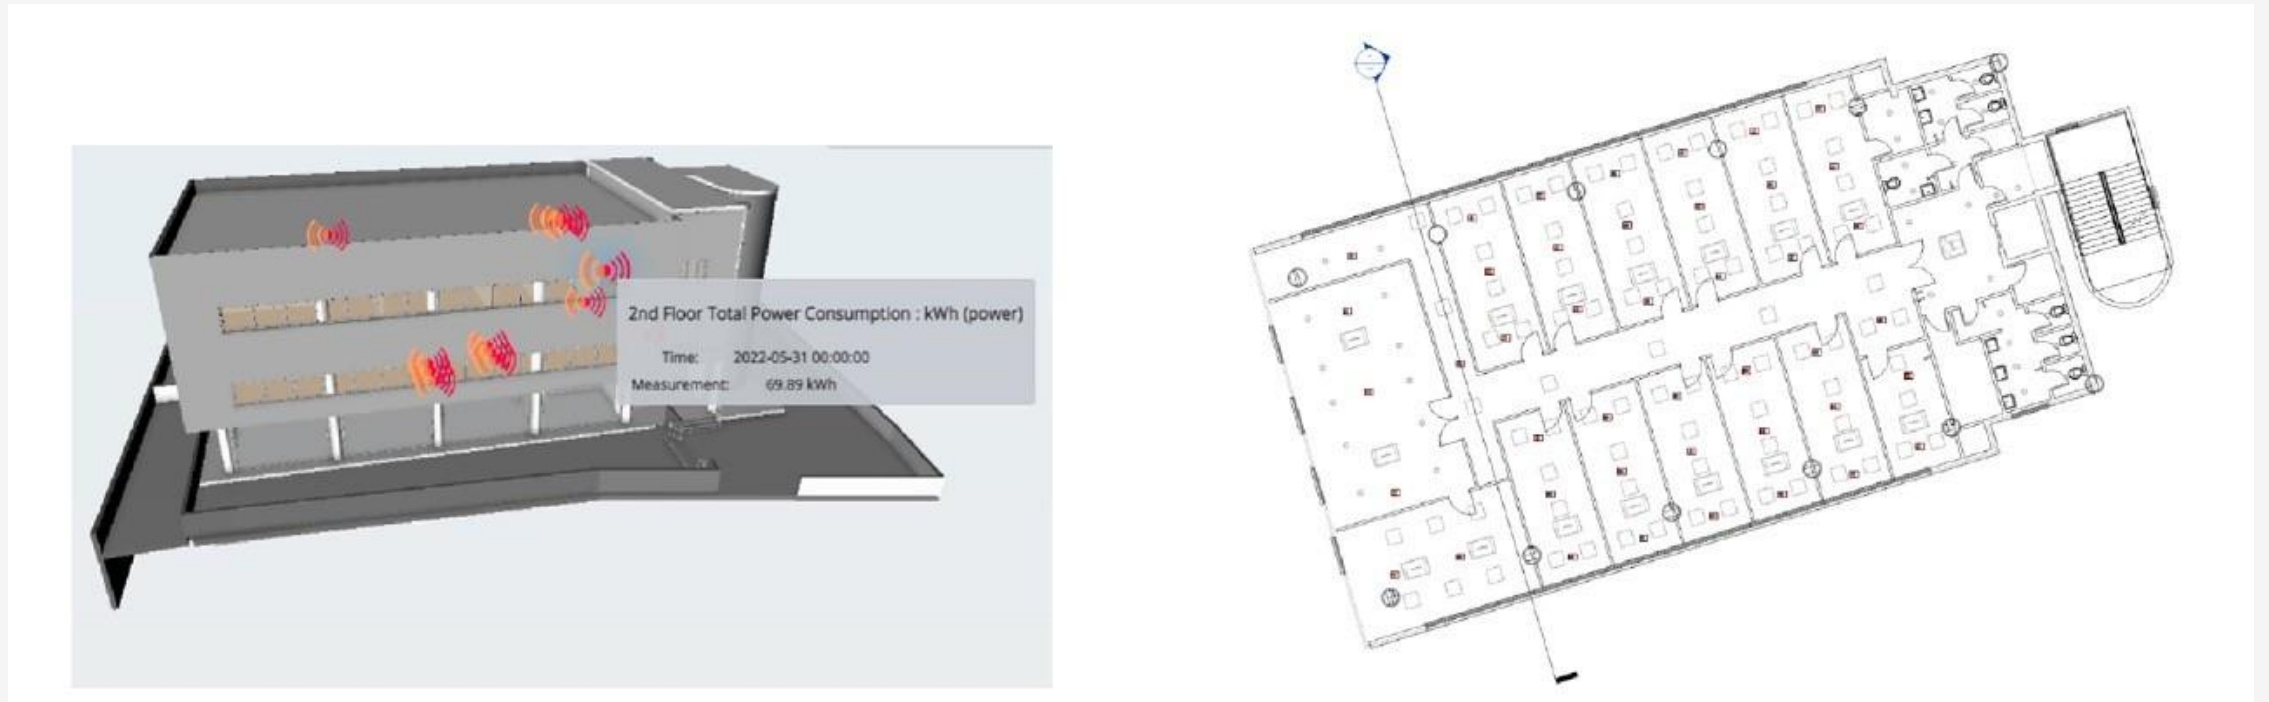 2nd Floor Total Power Consumption : kWh (power)
Time: 2022-05-31 00:00:00
Measurement: 69.89 kWh